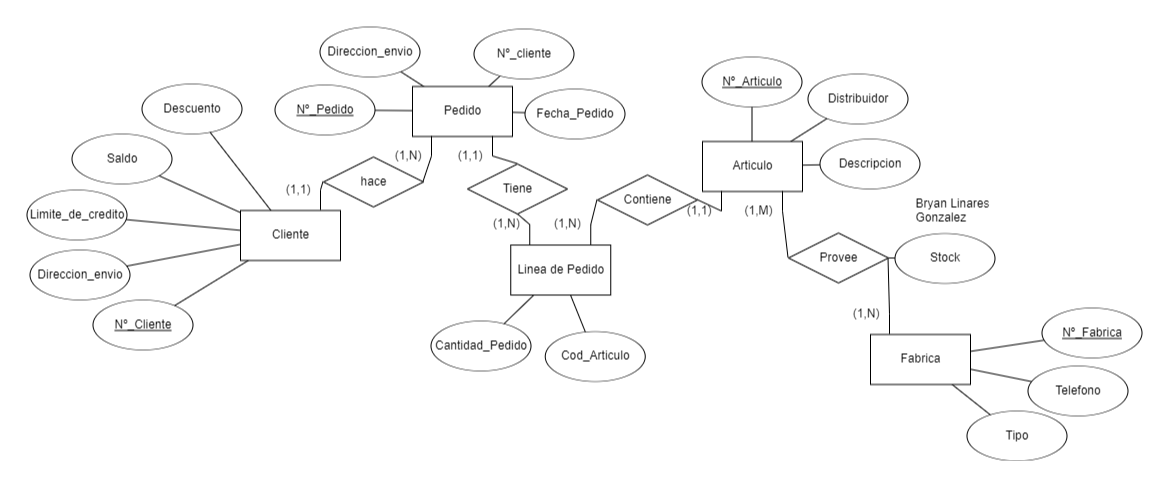 Direccion_envio
Nº_cliente
Nº_Pedido
Pedido
Fecha_Pedido
Nº_Articulo
Distribuidor
Descuento
Saldo
(1,N)
(1,1)
Articulo
Descripcion
hace
Tiene
Contiene
(1,1)
Limite_de_credito
Cliente
(1,N)
(1,N)
(1,1)
(1,M)
Bryan Linares
Gonzalez
Direccion_envio
Linea de Pedido
Provee
Stock
Nº_Cliente
(1,N)
Cantidad_Pedido
Cod_Articulo
Fabrica
Nº_Fabrica
Telefono
Tipo